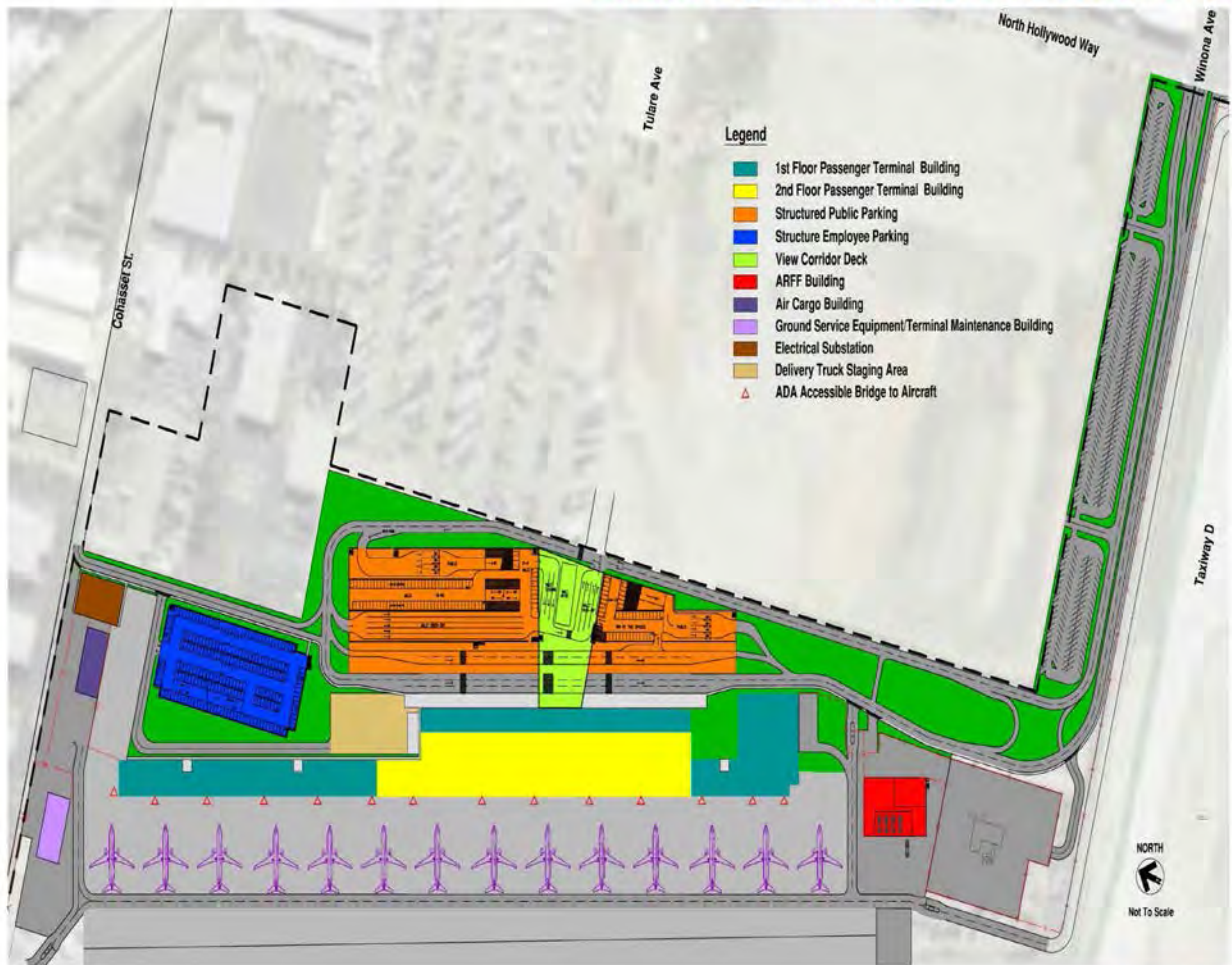 North Hollywood Way
Winona Ave
Tulare Ave
Cohasset St.
Taxiway D
Legend
1st Floor Passenger Terminal Building
2nd Floor Passenger Terminal Building
Structured Public Parking
Structure Employee Parking
View Corridor Deck
ARFF Building
Air Cargo Building
Ground Service Equipment/Terminal Maintenance Building
Electrical Substation
Delivery Truck Staging Area
ADA Accessible Bridge to Aircraft
NORTH
Not To Scale